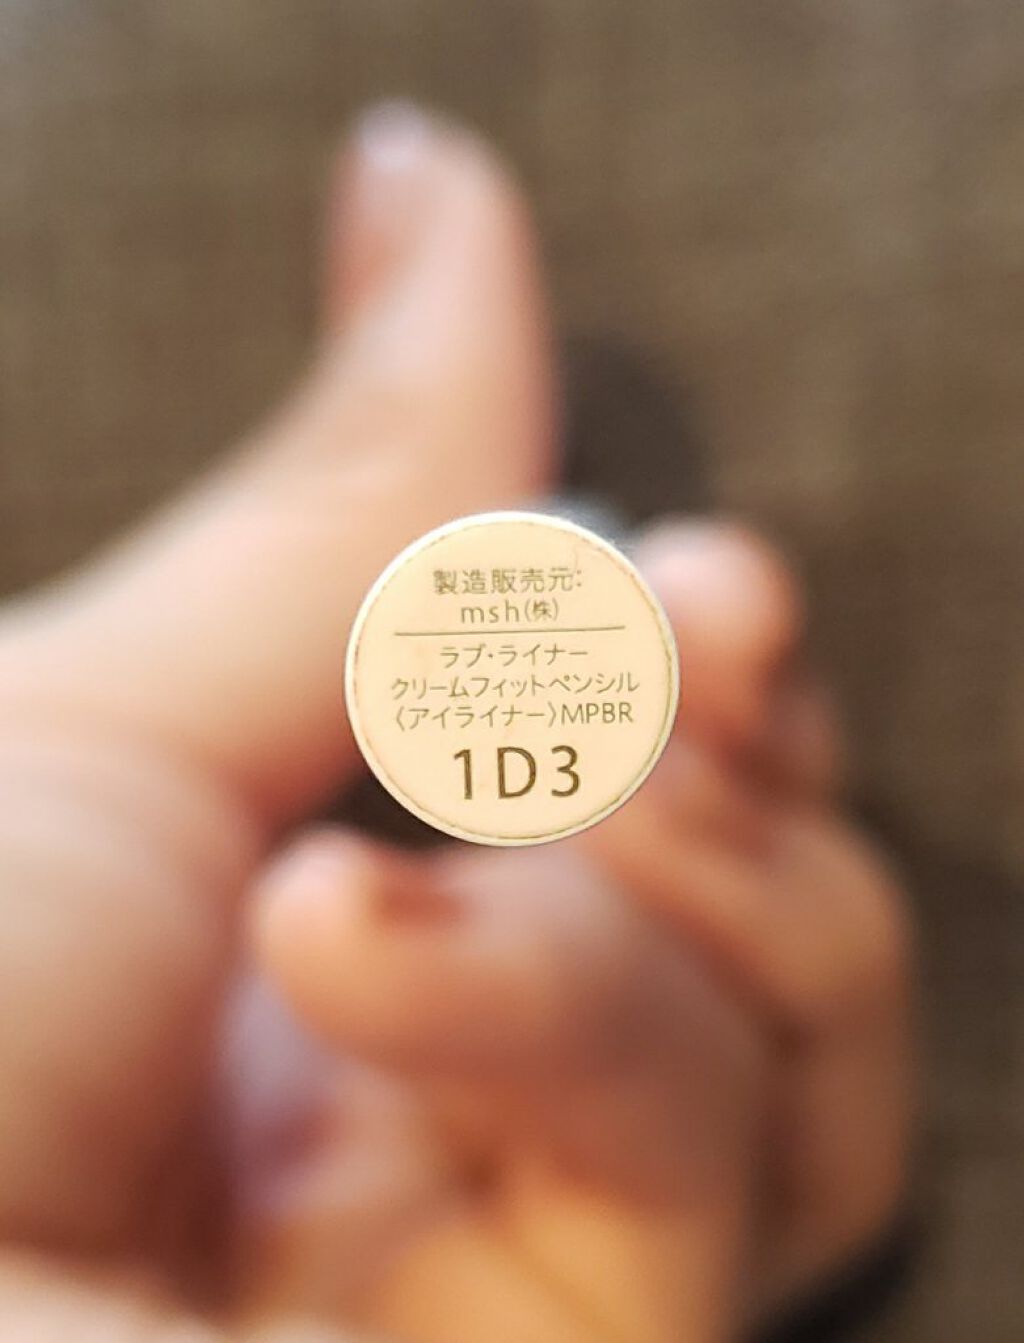 製造販売元:
msh㈱
ラブ・ライナー
クリームフィットペンシル
〈アイライナー〉MPBR
1D3